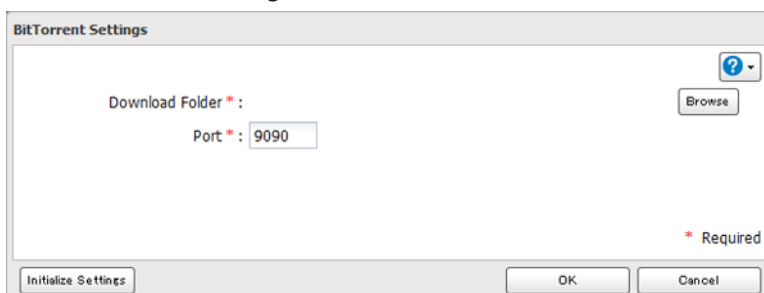 BitTorrent Settings
?
Download Folder * :
Browse
Port * : 9090
* Required
Initialize Settings
OK
Cancel